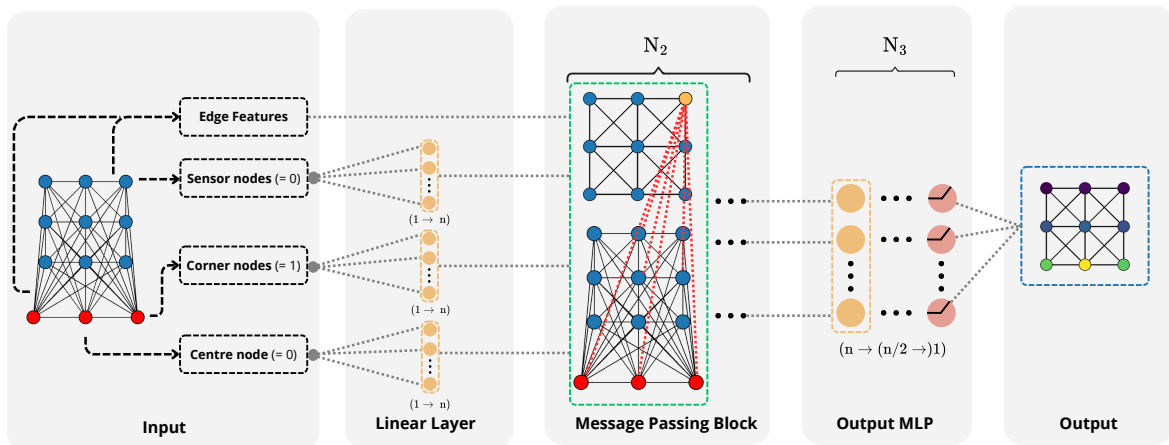 N₂
N₃
Edge Features
Sensor nodes (= 0)
(1 → n)
Corner nodes (= 1)
(1 → n)
Centre node (= 0)
(1 → n)
(n → (n/2 →)1)
Input
Linear Layer
Message Passing Block
Output MLP
Output